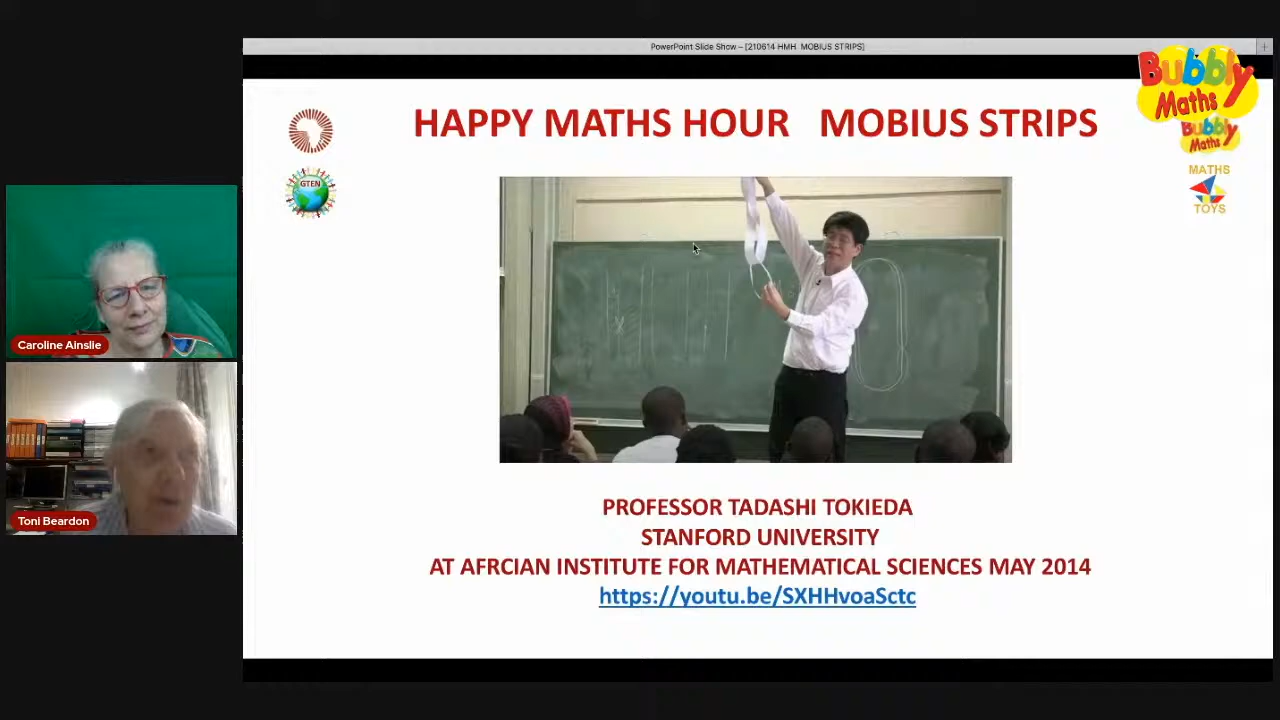 PowerPoint Slide Show – [210614 HMH MOBIUS STRIPS]
Bubbly
Maths
HAPPY MATHS HOUR MOBIUS STRIPS
Bubbly
Maths
GTEN
MATHS
TOYS
Caroline Ainslie
Toni Beardon
PROFESSOR TADASHI TOKIEDA
STANFORD UNIVERSITY
AT AFRCIAN INSTITUTE FOR MATHEMATICAL SCIENCES MAY 2014
https://youtu.be/SXHHvoaSctc